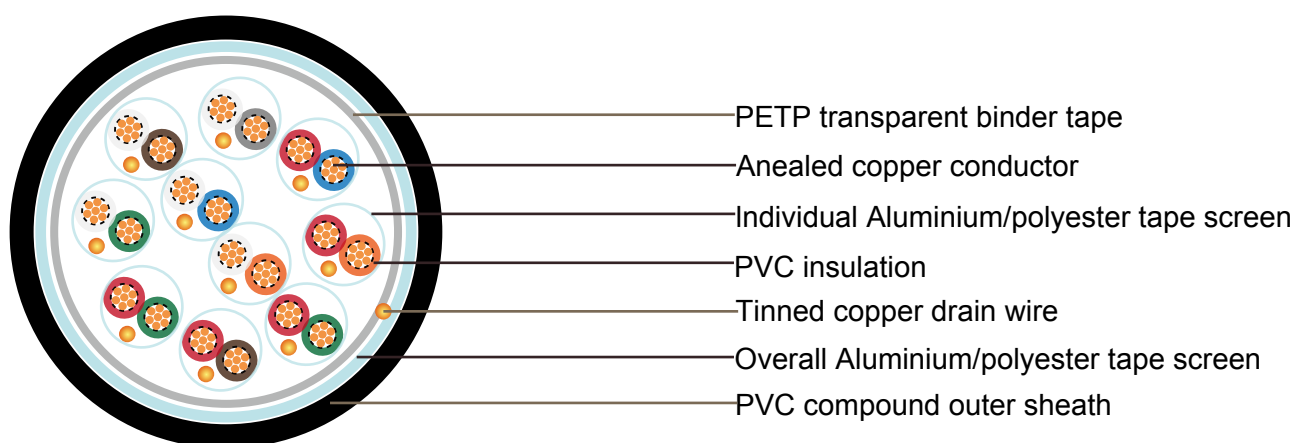 PETP transparent binder tape
Anealed copper conductor
Individual Aluminium/polyester tape screen
PVC insulation
Tinned copper drain wire
Overall Aluminium/polyester tape screen
PVC compound outer sheath